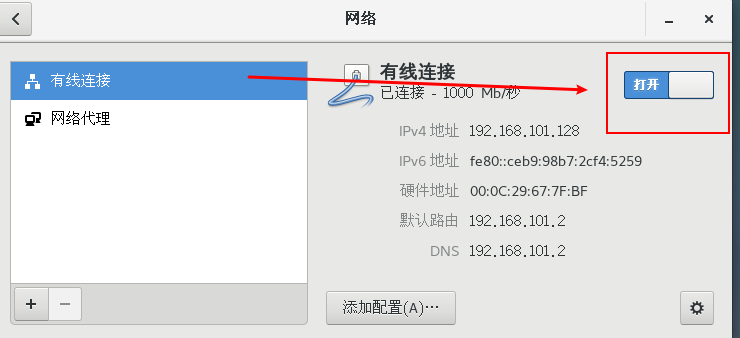 网络
有线连接
网络代理
有线连接
已连接 - 1000 Mb/秒
打开
IPv4 地址 192.168.101.128
IPv6 地址 fe80::ceb9:98b7:2cf4:5259
硬件地址 00:0C:29:67:7F:BF
默认路由 192.168.101.2
DNS 192.168.101.2
添加配置(A)…